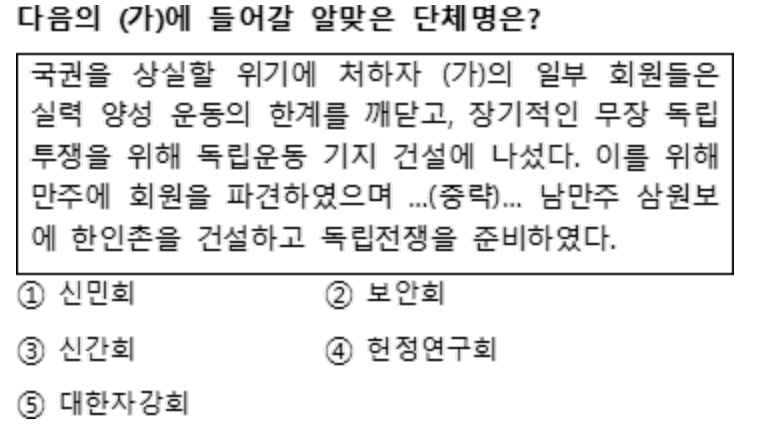 다음의 (가)에 들어갈 알맞은 단체명은?
국권을 상실할 위기에 처하자 (가)의 일부 회원들은
실력 양성 운동의 한계를 깨닫고, 장기적인 무장 독립
투쟁을 위해 독립운동 기지 건설에 나섰다. 이를 위해
만주에 회원을 파견하였으며 ...(중략)... 남만주 삼원보
에 한인촌을 건설하고 독립전쟁을 준비하였다.
① 신민회 ② 보안회
③ 신간회 ④ 헌정연구회
⑤ 대한자강회